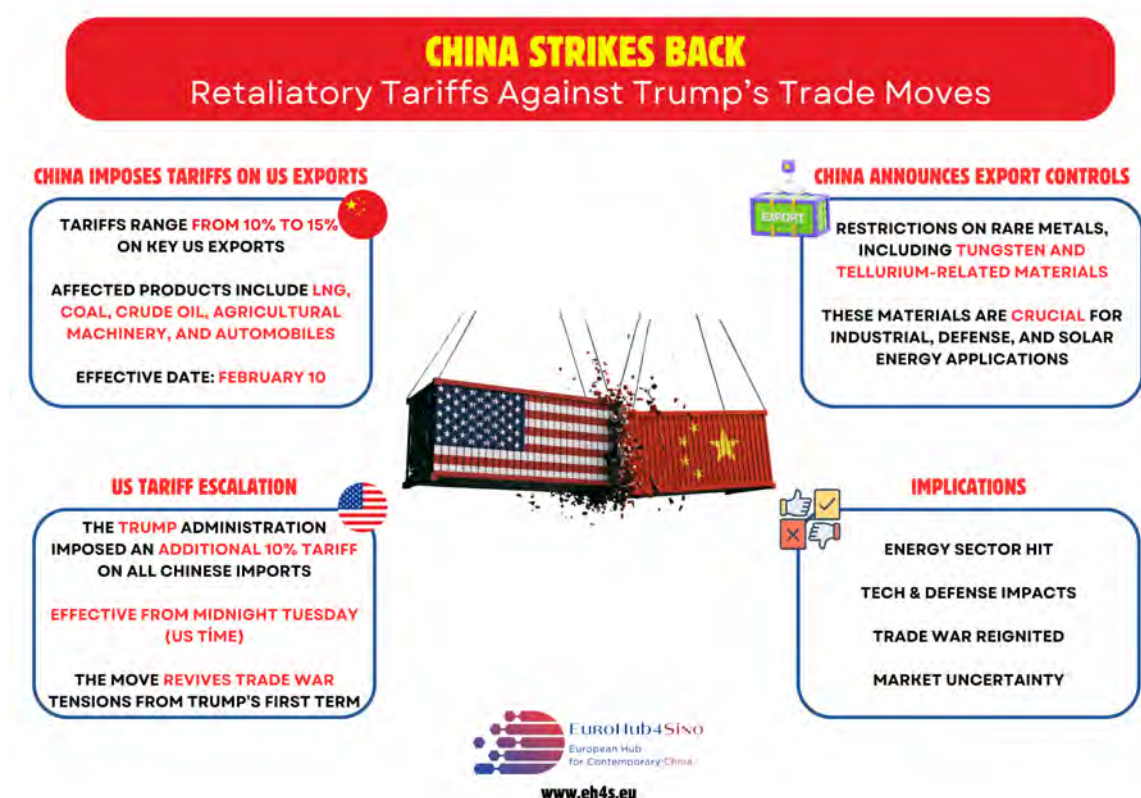 CHINA STRIKES BACK
Retaliatory Tariffs Against Trump's Trade Moves
CHINA IMPOSES TARIFFS ON US EXPORTS
TARIFFS RANGE FROM 10% TO 15%
ON KEY US EXPORTS
AFFECTED PRODUCTS INCLUDE LNG,
COAL, CRUDE OIL, AGRICULTURAL
MACHINERY, AND AUTOMOBILES
EFFECTIVE DATE: FEBRUARY 10
CHINA ANNOUNCES EXPORT CONTROLS
EXPORT
RESTRICTIONS ON RARE METALS,
INCLUDING TUNGSTEN AND
TELLURIUM-RELATED MATERIALS
THESE MATERIALS ARE CRUCIAL FOR
INDUSTRIAL, DEFENSE, AND SOLAR
ENERGY APPLICATIONS
US TARIFF ESCALATION
THE TRUMP ADMINISTRATION
IMPOSED AN ADDITIONAL 10% TARIFF
ON ALL CHINESE IMPORTS
EFFECTIVE FROM MIDNIGHT TUESDAY
(US TİME)
THE MOVE REVIVES TRADE WAR
TENSIONS FROM TRUMP'S FIRST TERM
IMPLICATIONS
ENERGY SECTOR HIT
TECH & DEFENSE IMPACTS
TRADE WAR REIGNITED
MARKET UNCERTAINTY
EuroHub4Sino
European Hub
for Contemporary China
www.eh4s.eu